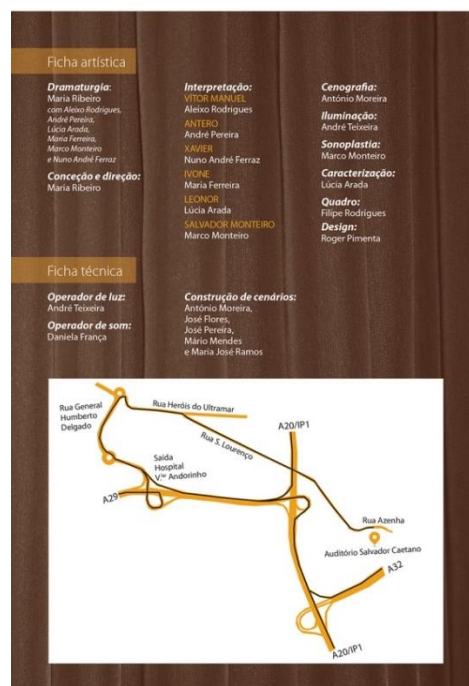 Ficha artística
Dramaturgia:
Maria Ribeiro
com Aleixo Rodrigues,
André Pereira,
Lúcia Arada,
Maria Ferreira,
Marco Monteiro
e Nuno André Ferraz
Conceção e direção:
Maria Ribeiro
Interpretação:
VÍTOR MANUEL
Aleixo Rodrigues
ANTERO
André Pereira
XAVIER
Nuno André Ferraz
IVONE
Maria Ferreira
LEONOR
Lúcia Arada
SALVADOR MONTEIRO
Marco Monteiro
Cenografia:
António Moreira
Iluminação:
André Teixeira
Sonoplastia:
Marco Monteiro
Caracterização:
Lúcia Arada
Quadro:
Filipe Rodrigues
Design:
Roger Pimenta
Ficha técnica
Operador de luz:
André Teixeira
Operador de som:
Daniela França
Construção de cenários:
António Moreira,
José Flores,
José Pereira,
Mário Mendes
e Maria José Ramos
Rua General
Humberto
Delgado
Rua Heróis do Ultramar
Rua S. Lourenço
A20/IP1
Saída
Hospital
V.ª Andorinho
A29
Rua Azenha
Auditório Salvador Caetano
A32
A20/IP1